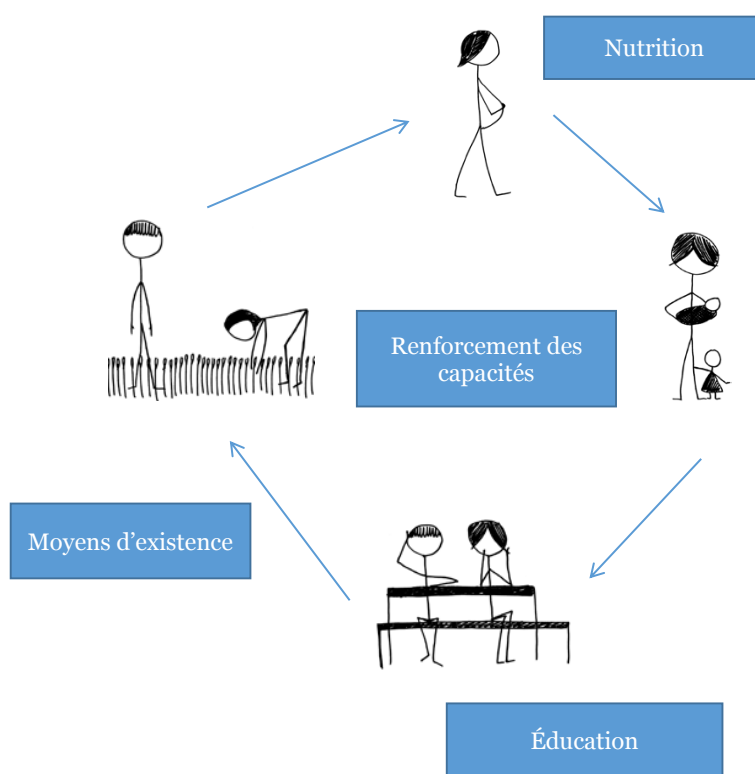 Nutrition
Renforcement des
capacités
Moyens d’existence
Éducation